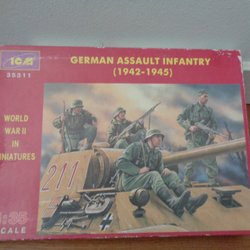 ICM
35311
GERMAN ASSAULT INFANTRY
(1942-1945)
WORLD
WAR II
IN
MINIATURES
211
1:35
SCALE